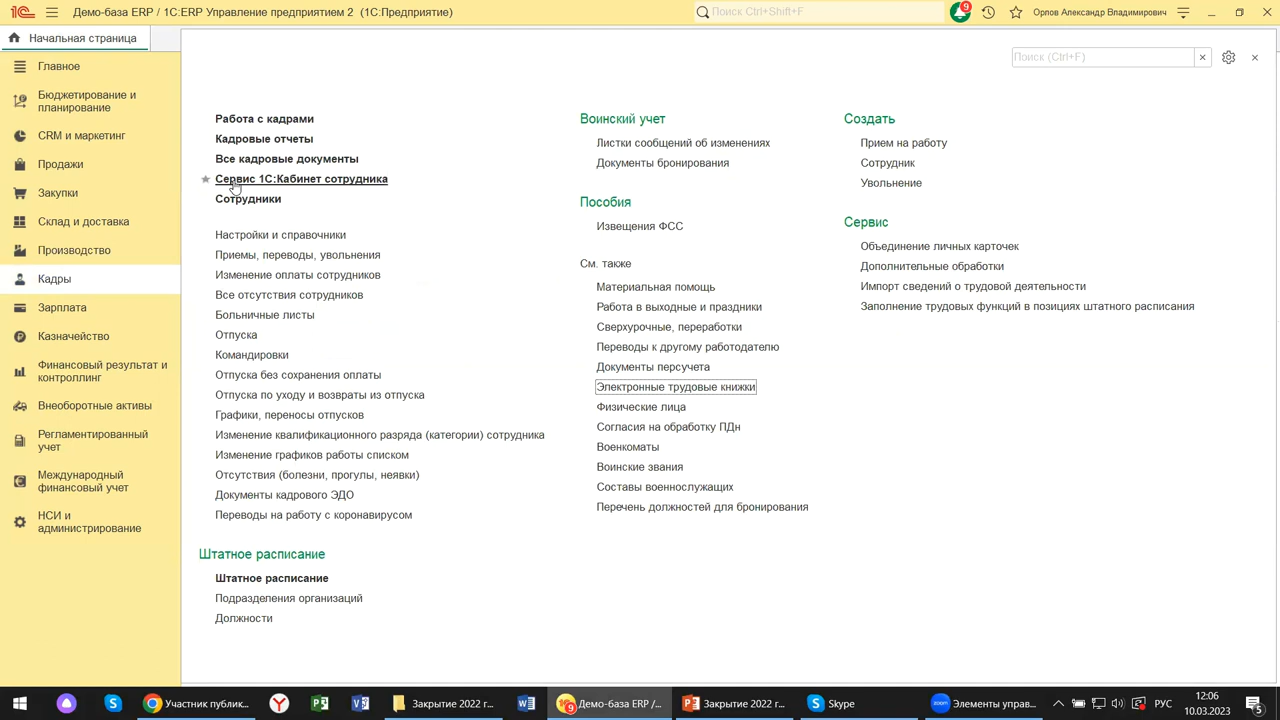 1С Демо-база ERP / 1С:ERP Управление предприятием 2 (1С:Предприятие)
Поиск Ctrl+Shift+F
9
Орлов Александр Владимирович
Начальная страница
Главное
Бюджетирование и
планирование
CRM и маркетинг
Продажи
Закупки
Склад и доставка
Производство
Кадры
Зарплата
Казначейство
Финансовый результат и
контроллинг
Внеоборотные активы
Регламентированный
учет
Международный
финансовый учет
НСИ и
администрирование
Поиск (Ctrl+F)
Работа с кадрами
Кадровые отчеты
Все кадровые документы
Сервис 1С:Кабинет сотрудника
Сотрудники
Настройки и справочники
Приемы, переводы, увольнения
Изменение оплаты сотрудников
Все отсутствия сотрудников
Больничные листы
Отпуска
Командировки
Отпуска без сохранения оплаты
Отпуска по уходу и возвраты из отпуска
Графики, переносы отпусков
Изменение квалификационного разряда (категории) сотрудника
Изменение графиков работы списком
Отсутствия (болезни, прогулы, неявки)
Документы кадрового ЭДО
Переводы на работу с коронавирусом
Штатное расписание
Штатное расписание
Подразделения организаций
Должности
Воинский учет
Листки сообщений об изменениях
Документы бронирования
Пособия
Извещения ФСС
См. также
Материальная помощь
Работа в выходные и праздники
Сверхурочные, переработки
Переводы к другому работодателю
Документы персучета
Электронные трудовые книжки
Физические лица
Согласия на обработку ПДн
Военкоматы
Воинские звания
Составы военнослужащих
Перечень должностей для бронирования
Создать
Прием на работу
Сотрудник
Увольнение
Сервис
Объединение личных карточек
Дополнительные обработки
Импорт сведений о трудовой деятельности
Заполнение трудовых функций в позициях штатного расписания
Участник публик...
Закрытие 2022 г...
9
Демо-база ERP /...
Закрытие 2022 г...
Skype
zoom
Элементы управ...
РУС
12:06
10.03.2023
5